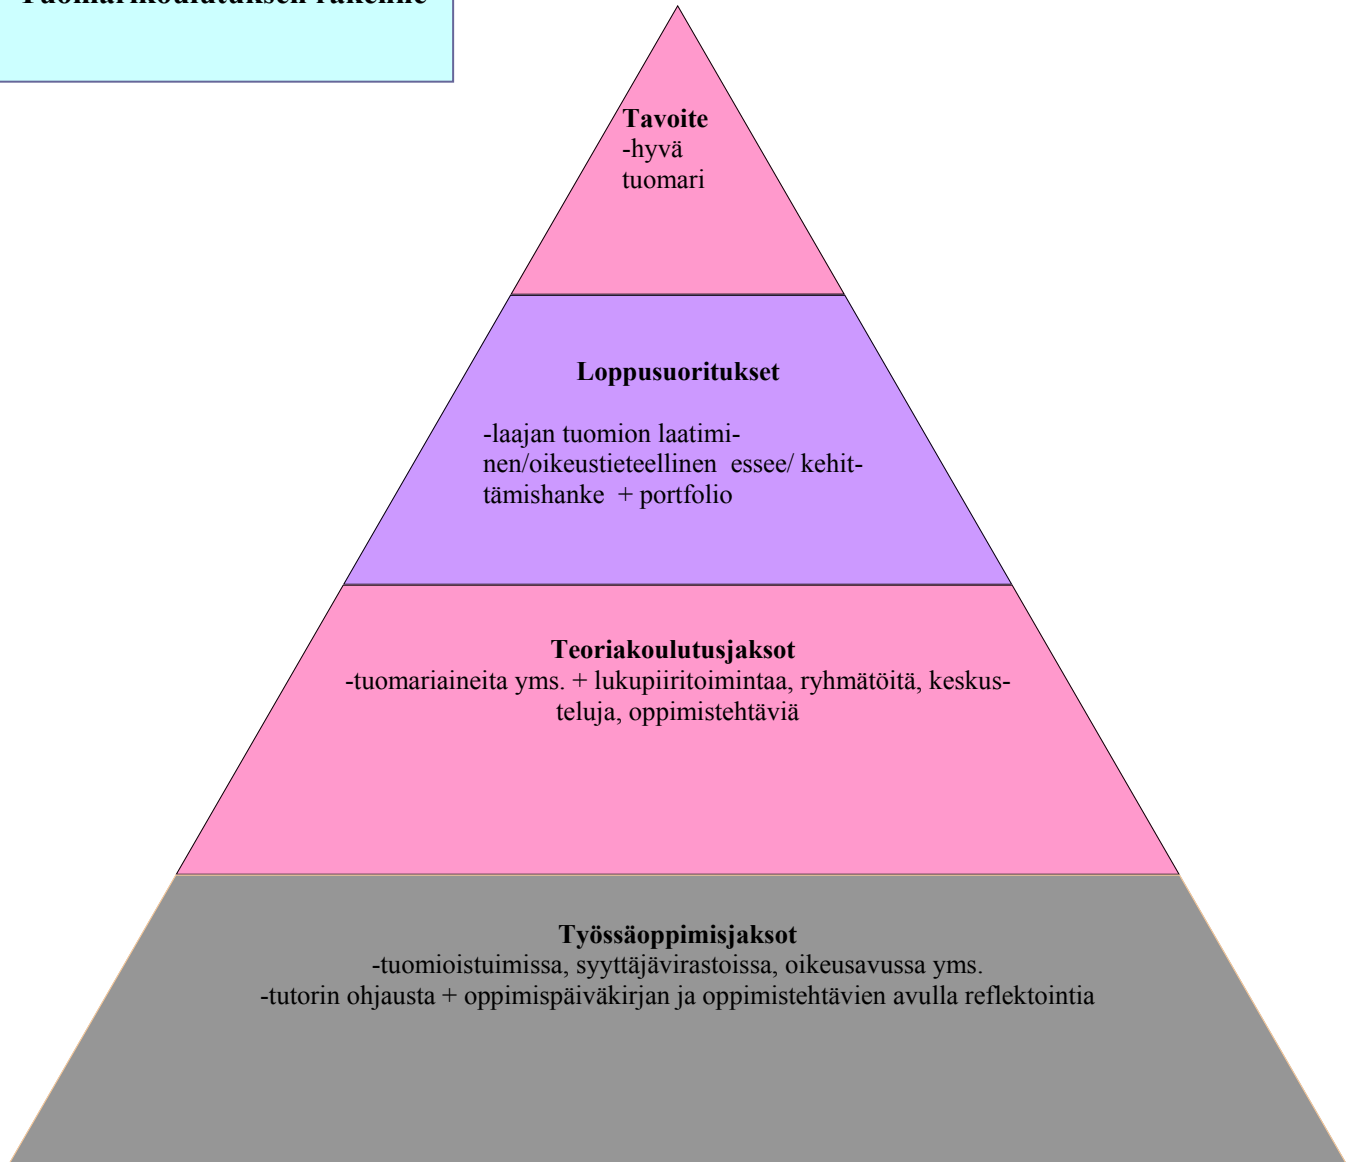 Tuomarikoulutuksen rakenne
Tavoite
-hyvä
tuomari
Loppusuoritukset
-laajan tuomion laatimi-
nen/oikeustieteellinen essee/ kehit-
tämishanke + portfolio
Teoriakoulutusjaksot
-tuomariaineita yms. + lukupiiritoimintaa, ryhmätöitä, keskus-
teluja, oppimistehtäviä
Työssäoppimisjaksot
-tuomioistuimissa, syyttäjävirastoissa, oikeusavussa yms.
-tutorin ohjausta + oppimispäiväkirjan ja oppimistehtävien avulla reflektointia